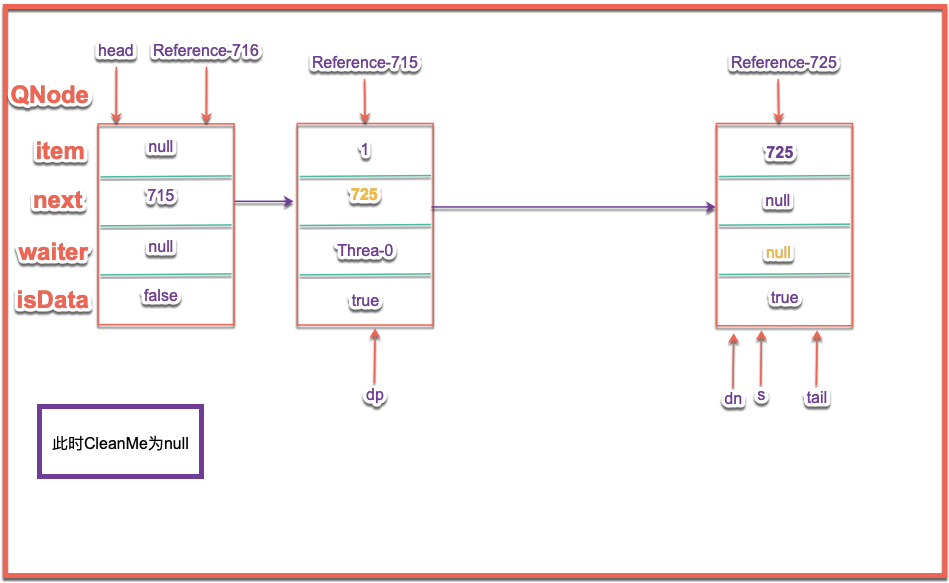 head Reference-716
Reference-715
Reference-725
QNode
item null 1 725
next 715 725 null
waiter null Threa-0 null
isData false true true
dp
dn s tail
此时CleanMe为null